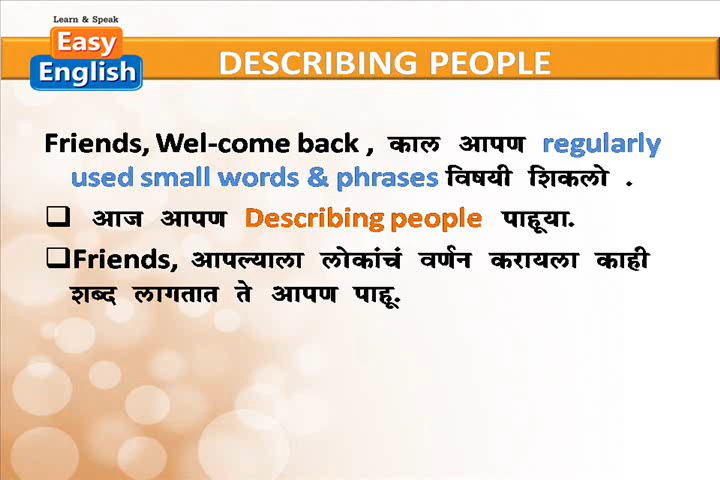 Learn & Speak
Easy
English
DESCRIBING PEOPLE
Friends, Wel-come back , काल आपण regularly
used small words & phrases विषयी शिकलो .
❑ आज आपण Describing people पाहूया.
❑Friends, आपल्याला लोकांचं वर्णन करायला काही
शब्द लागतात ते आपण पाहू.